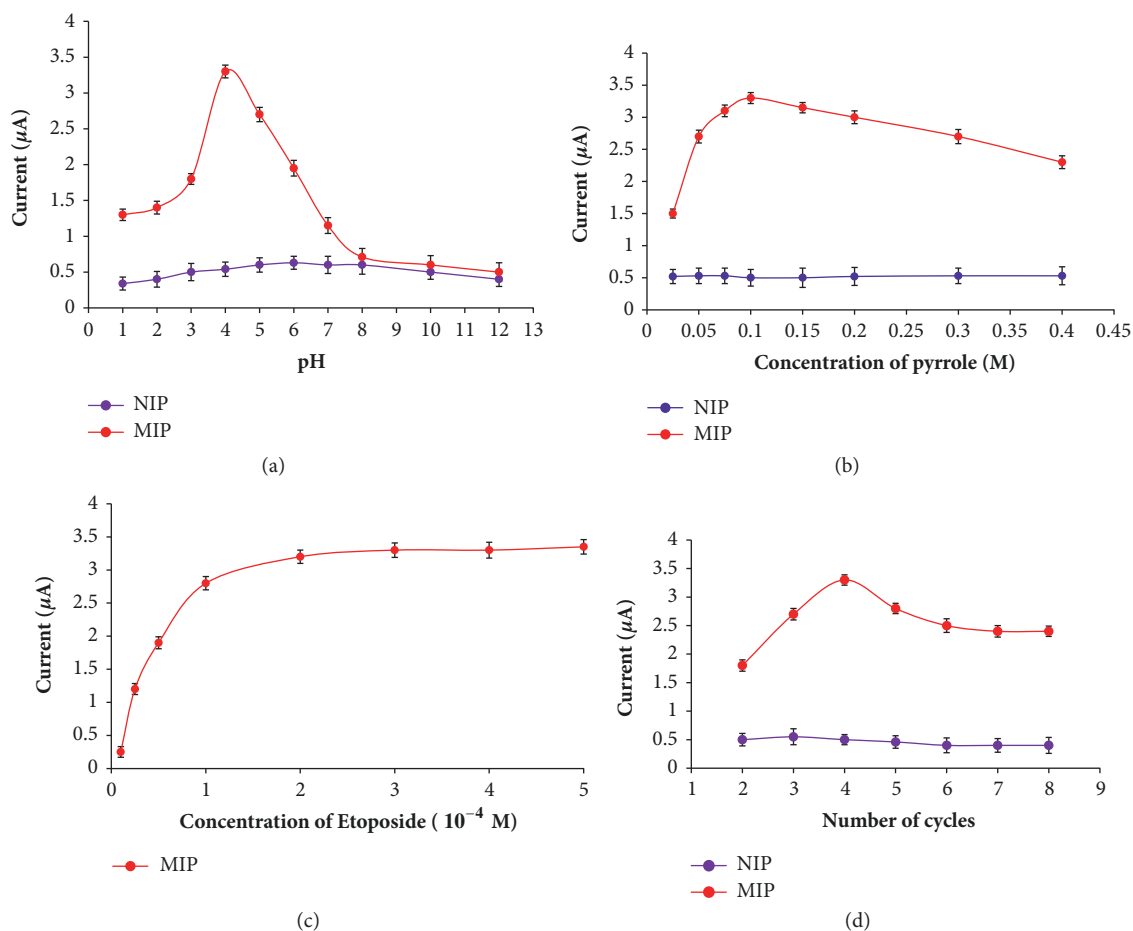 4
3.5
3
2.5
2
1.5
1
0.5
0
Current (μA)
0 1 2 3 4 5 6 7 8 9 10 11 12 13
pH
NIP
MIP
(a)
4
3.5
3
2.5
2
1.5
1
0.5
0
Current (μA)
0 0.05 0.1 0.15 0.2 0.25 0.3 0.35 0.4 0.45
Concentration of pyrrole (M)
NIP
MIP
(b)
4
3.5
3
2.5
2
1.5
1
0.5
0
Current (μA)
0 1 2 3 4 5
Concentration of Etoposide ( 10⁻⁴ M)
MIP
(c)
4
3.5
3
2.5
2
1.5
1
0.5
0
Current (μA)
1 2 3 4 5 6 7 8 9
Number of cycles
NIP
MIP
(d)